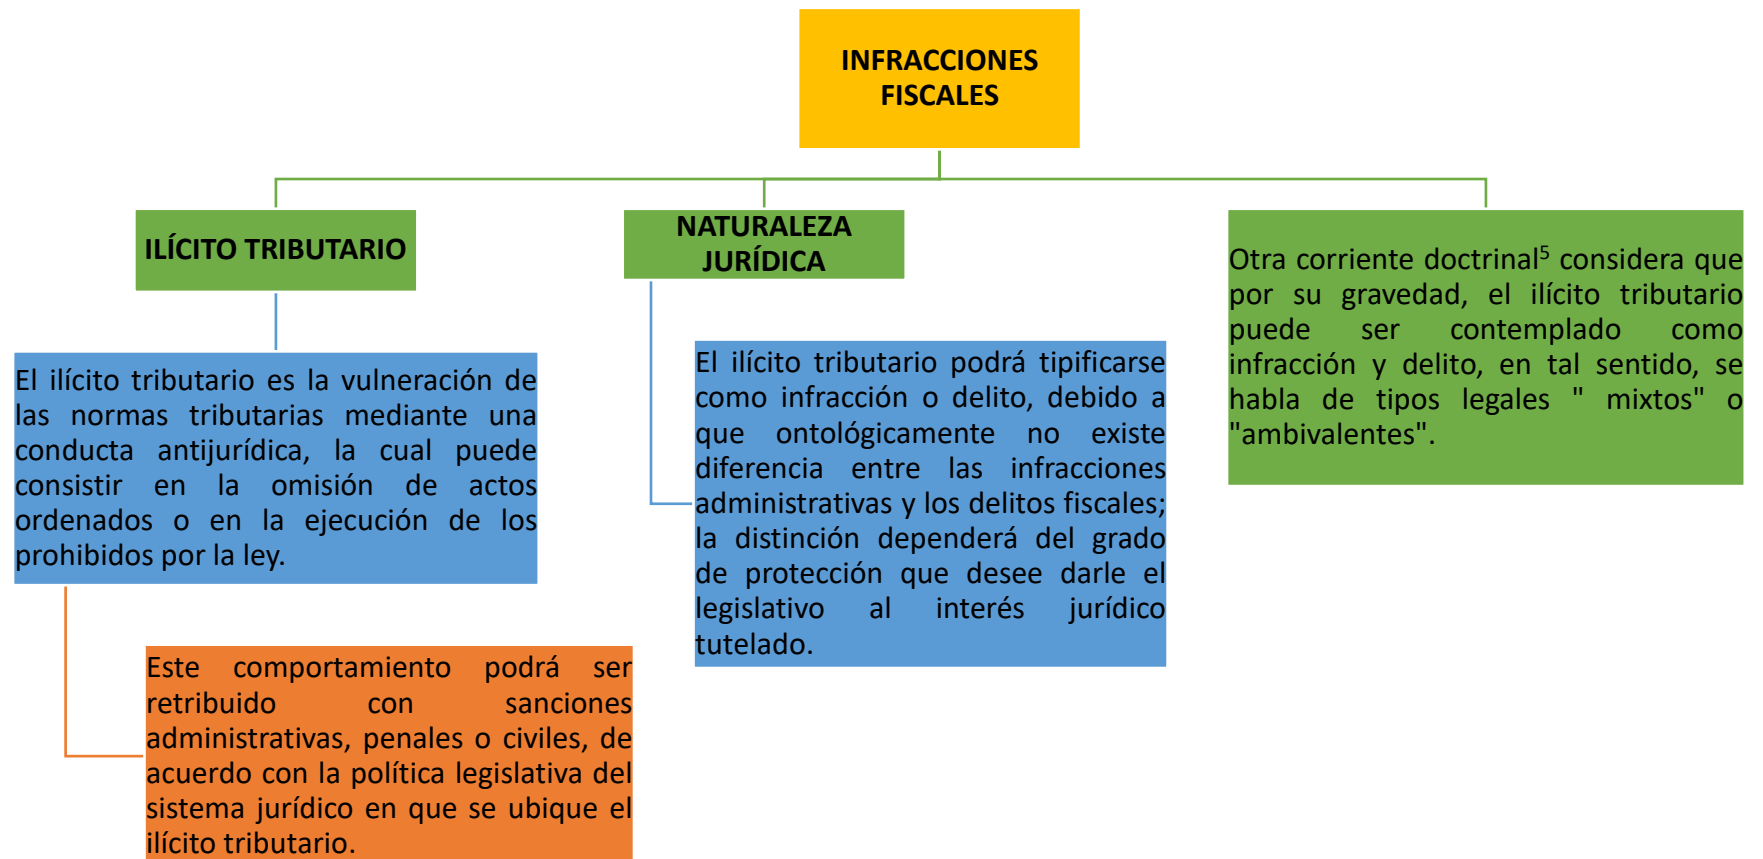 INFRACCIONES
FISCALES
ILÍCITO TRIBUTARIO
El ilícito tributario es la vulneración de
las normas tributarias mediante una
conducta antijurídica, la cual puede
consistir en la omisión de actos
ordenados o en la ejecución de los
prohibidos por la ley.
Este comportamiento podrá ser
retribuido con sanciones
administrativas, penales o civiles, de
acuerdo con la política legislativa del
sistema jurídico en que se ubique el
ilícito tributario.
NATURALEZA
JURÍDICA
El ilícito tributario podrá tipificarse
como infracción o delito, debido a
que ontológicamente no existe
diferencia entre las infracciones
administrativas y los delitos fiscales;
la distinción dependerá del grado
de protección que desee darle el
legislativo al interés jurídico
tutelado.
Otra corriente doctrinal⁵ considera que
por su gravedad, el ilícito tributario
puede ser contemplado como
infracción y delito, en tal sentido, se
habla de tipos legales " mixtos" o
"ambivalentes".